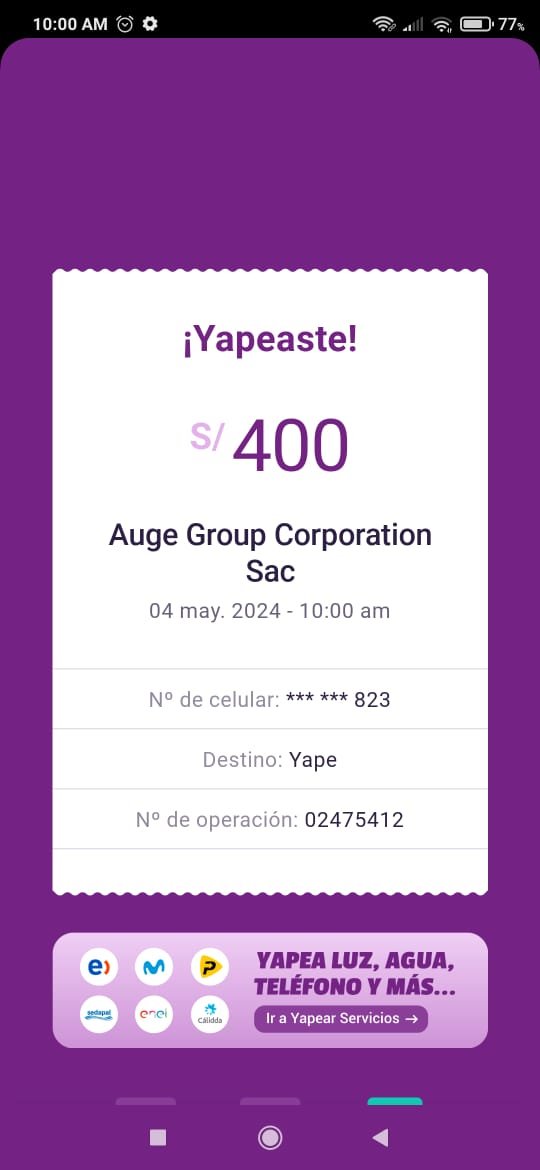 10:00 AM 77%
¡Yapeaste!
S/ 400
Auge Group Corporation
Sac
04 may. 2024 - 10:00 am
Nº de celular: *** *** 823
Destino: Yape
Nº de operación: 02475412
YAPEA LUZ, AGUA,
TELÉFONO Y MÁS...
Ir a Yapear Servicios →
e)
P
sedapal enel Cálidda